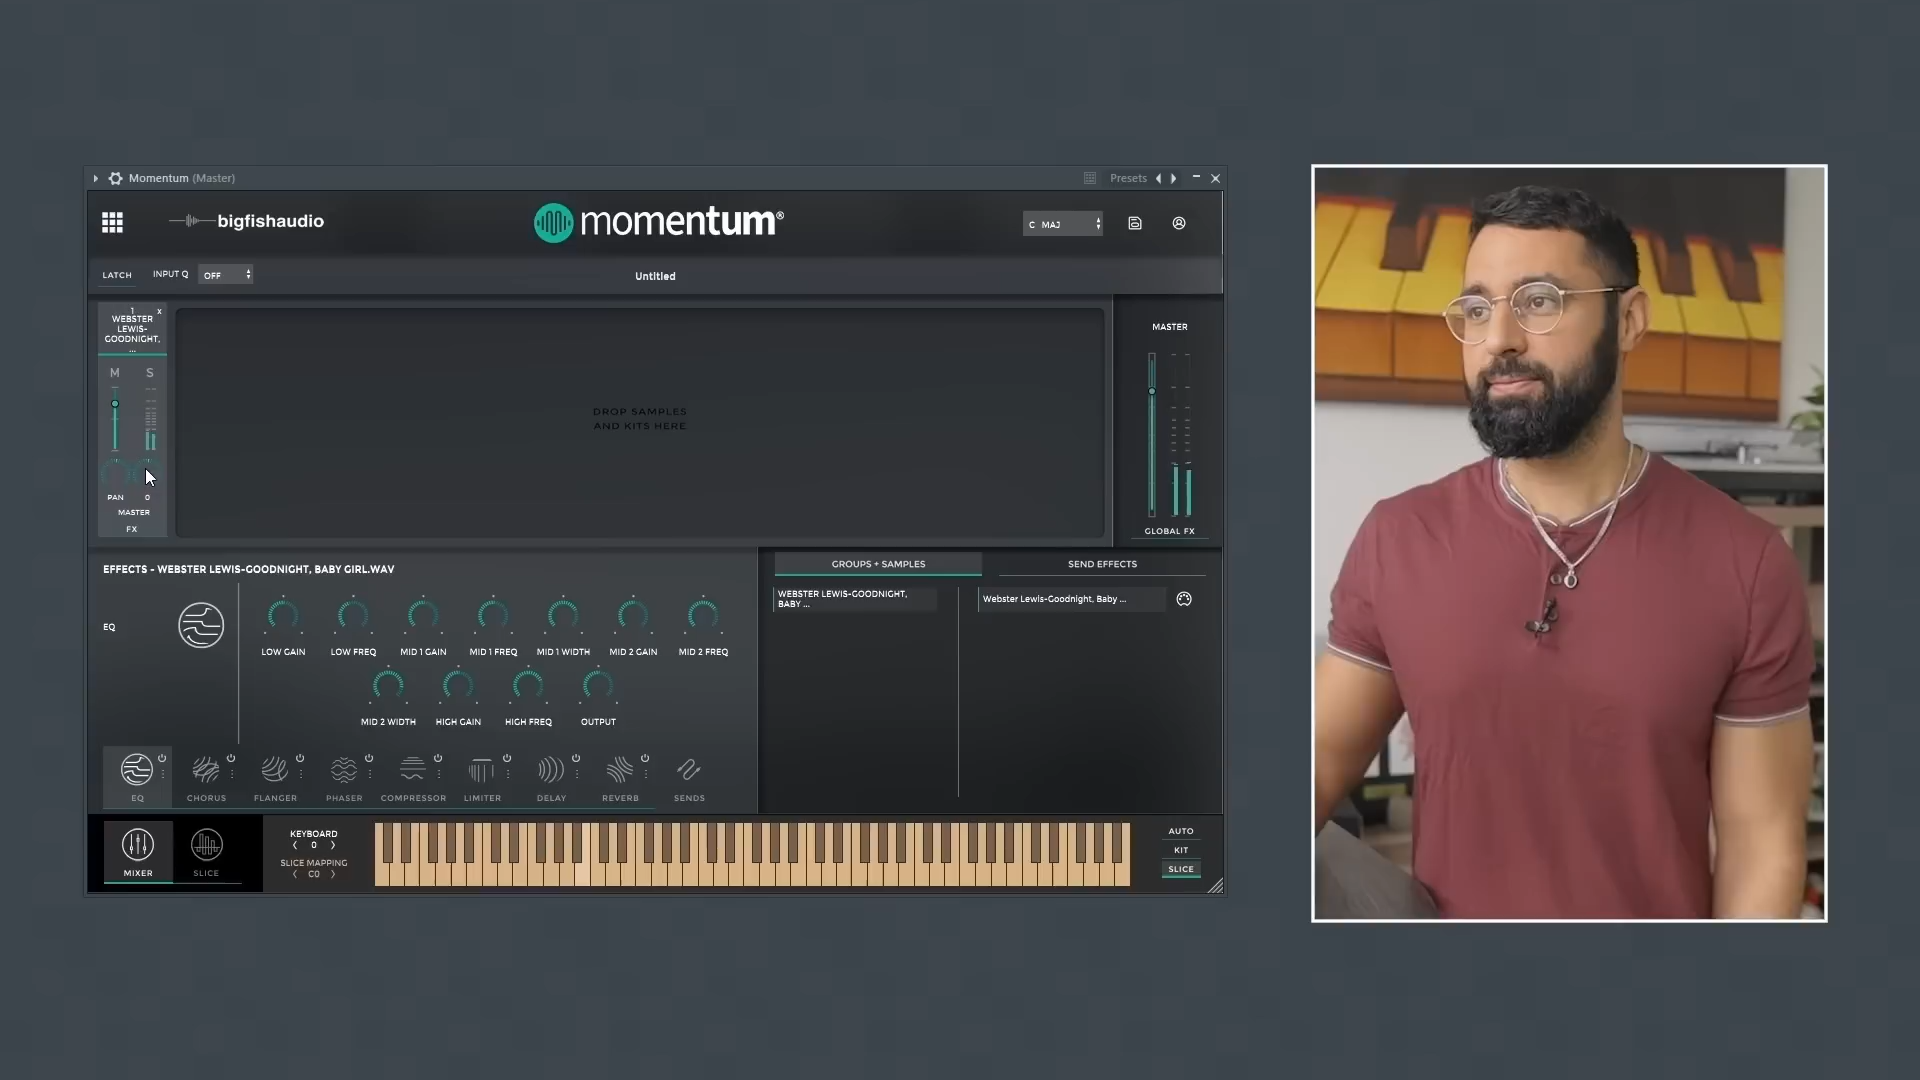 Momentum (Master)
Presets
bigfishaudio
momentum®
C MAJ
LATCH
INPUT Q
OFF
Untitled
1
X
WEBSTER
LEWIS-
GOODNIGHT,
...
M
S
PAN
0
MASTER
FX
DROP SAMPLES
AND KITS HERE
MASTER
GLOBAL FX
EFFECTS - WEBSTER LEWIS-GOODNIGHT, BABY GIRL.WAV
EQ
LOW GAIN
LOW FREQ
MID 1 GAIN
MID 1 FREQ
MID 1 WIDTH
MID 2 GAIN
MID 2 FREQ
MID 2 WIDTH
HIGH GAIN
HIGH FREQ
OUTPUT
EQ
CHORUS
FLANGER
PHASER
COMPRESSOR
LIMITER
DELAY
REVERB
SENDS
GROUPS + SAMPLES
SEND EFFECTS
WEBSTER LEWIS-GOODNIGHT,
BABY ...
Webster Lewis-Goodnight, Baby ...
MIXER
SLICE
KEYBOARD
< 0 >
SLICE MAPPING
< C0 >
AUTO
KIT
SLICE